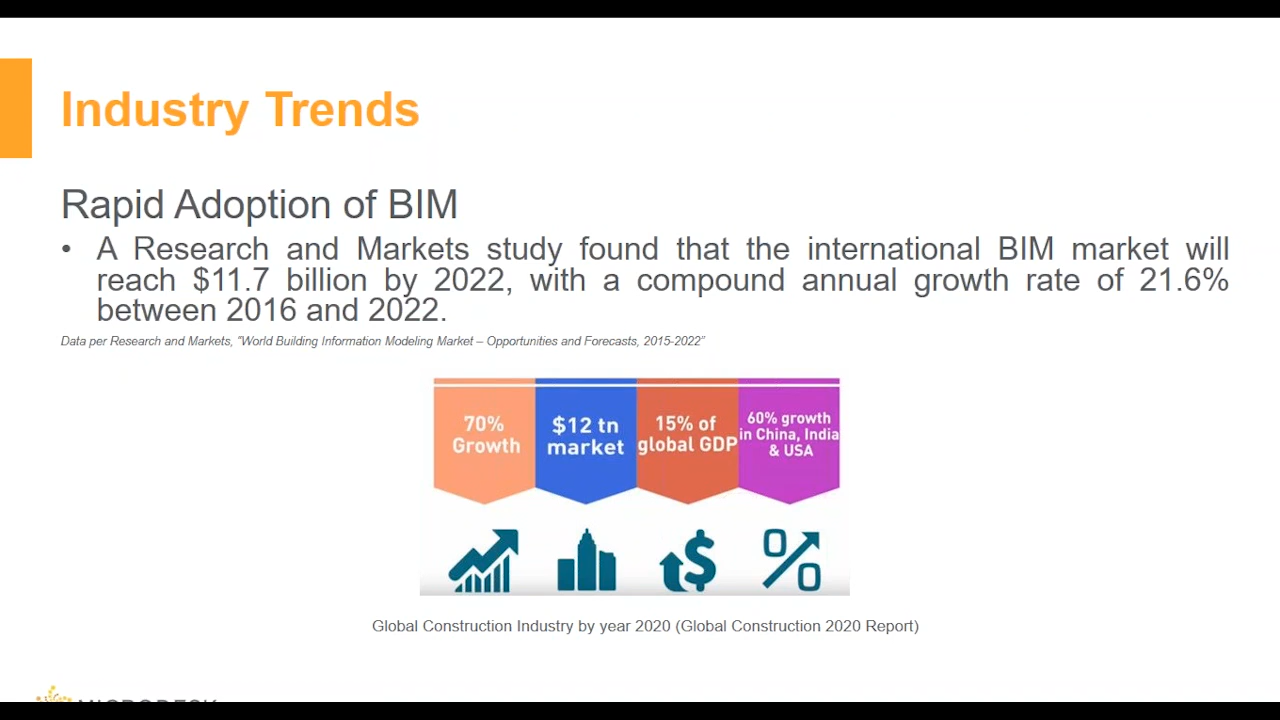 Industry Trends
Rapid Adoption of BIM
• A Research and Markets study found that the international BIM market will
reach $11.7 billion by 2022, with a compound annual growth rate of 21.6%
between 2016 and 2022.
Data per Research and Markets, "World Building Information Modeling Market – Opportunities and Forecasts, 2015-2022”
70%
Growth
$12 tn
market
15% of
global GDP
60% growth
in China, India
& USA
Global Construction Industry by year 2020 (Global Construction 2020 Report)
MICRODESK